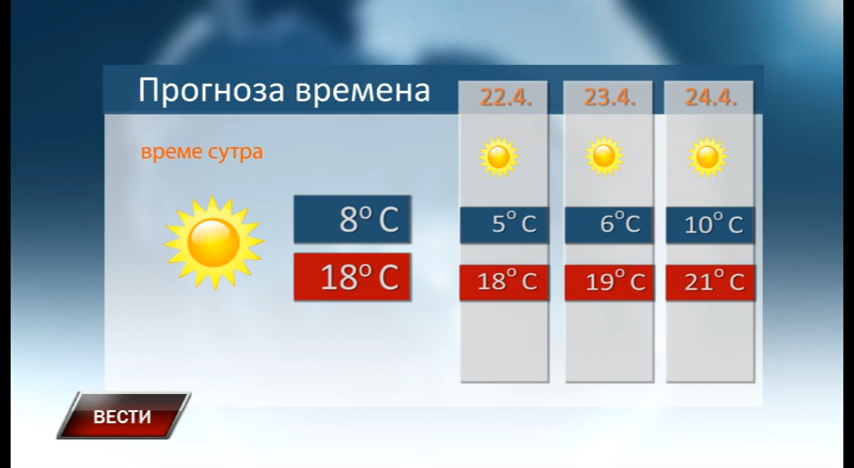 Прогноза времена
време сутра
8° C
18° C
22.4.
5° C
18° C
23.4.
6°C
19° C
24.4.
10° C
21° C
ВЕСТИ